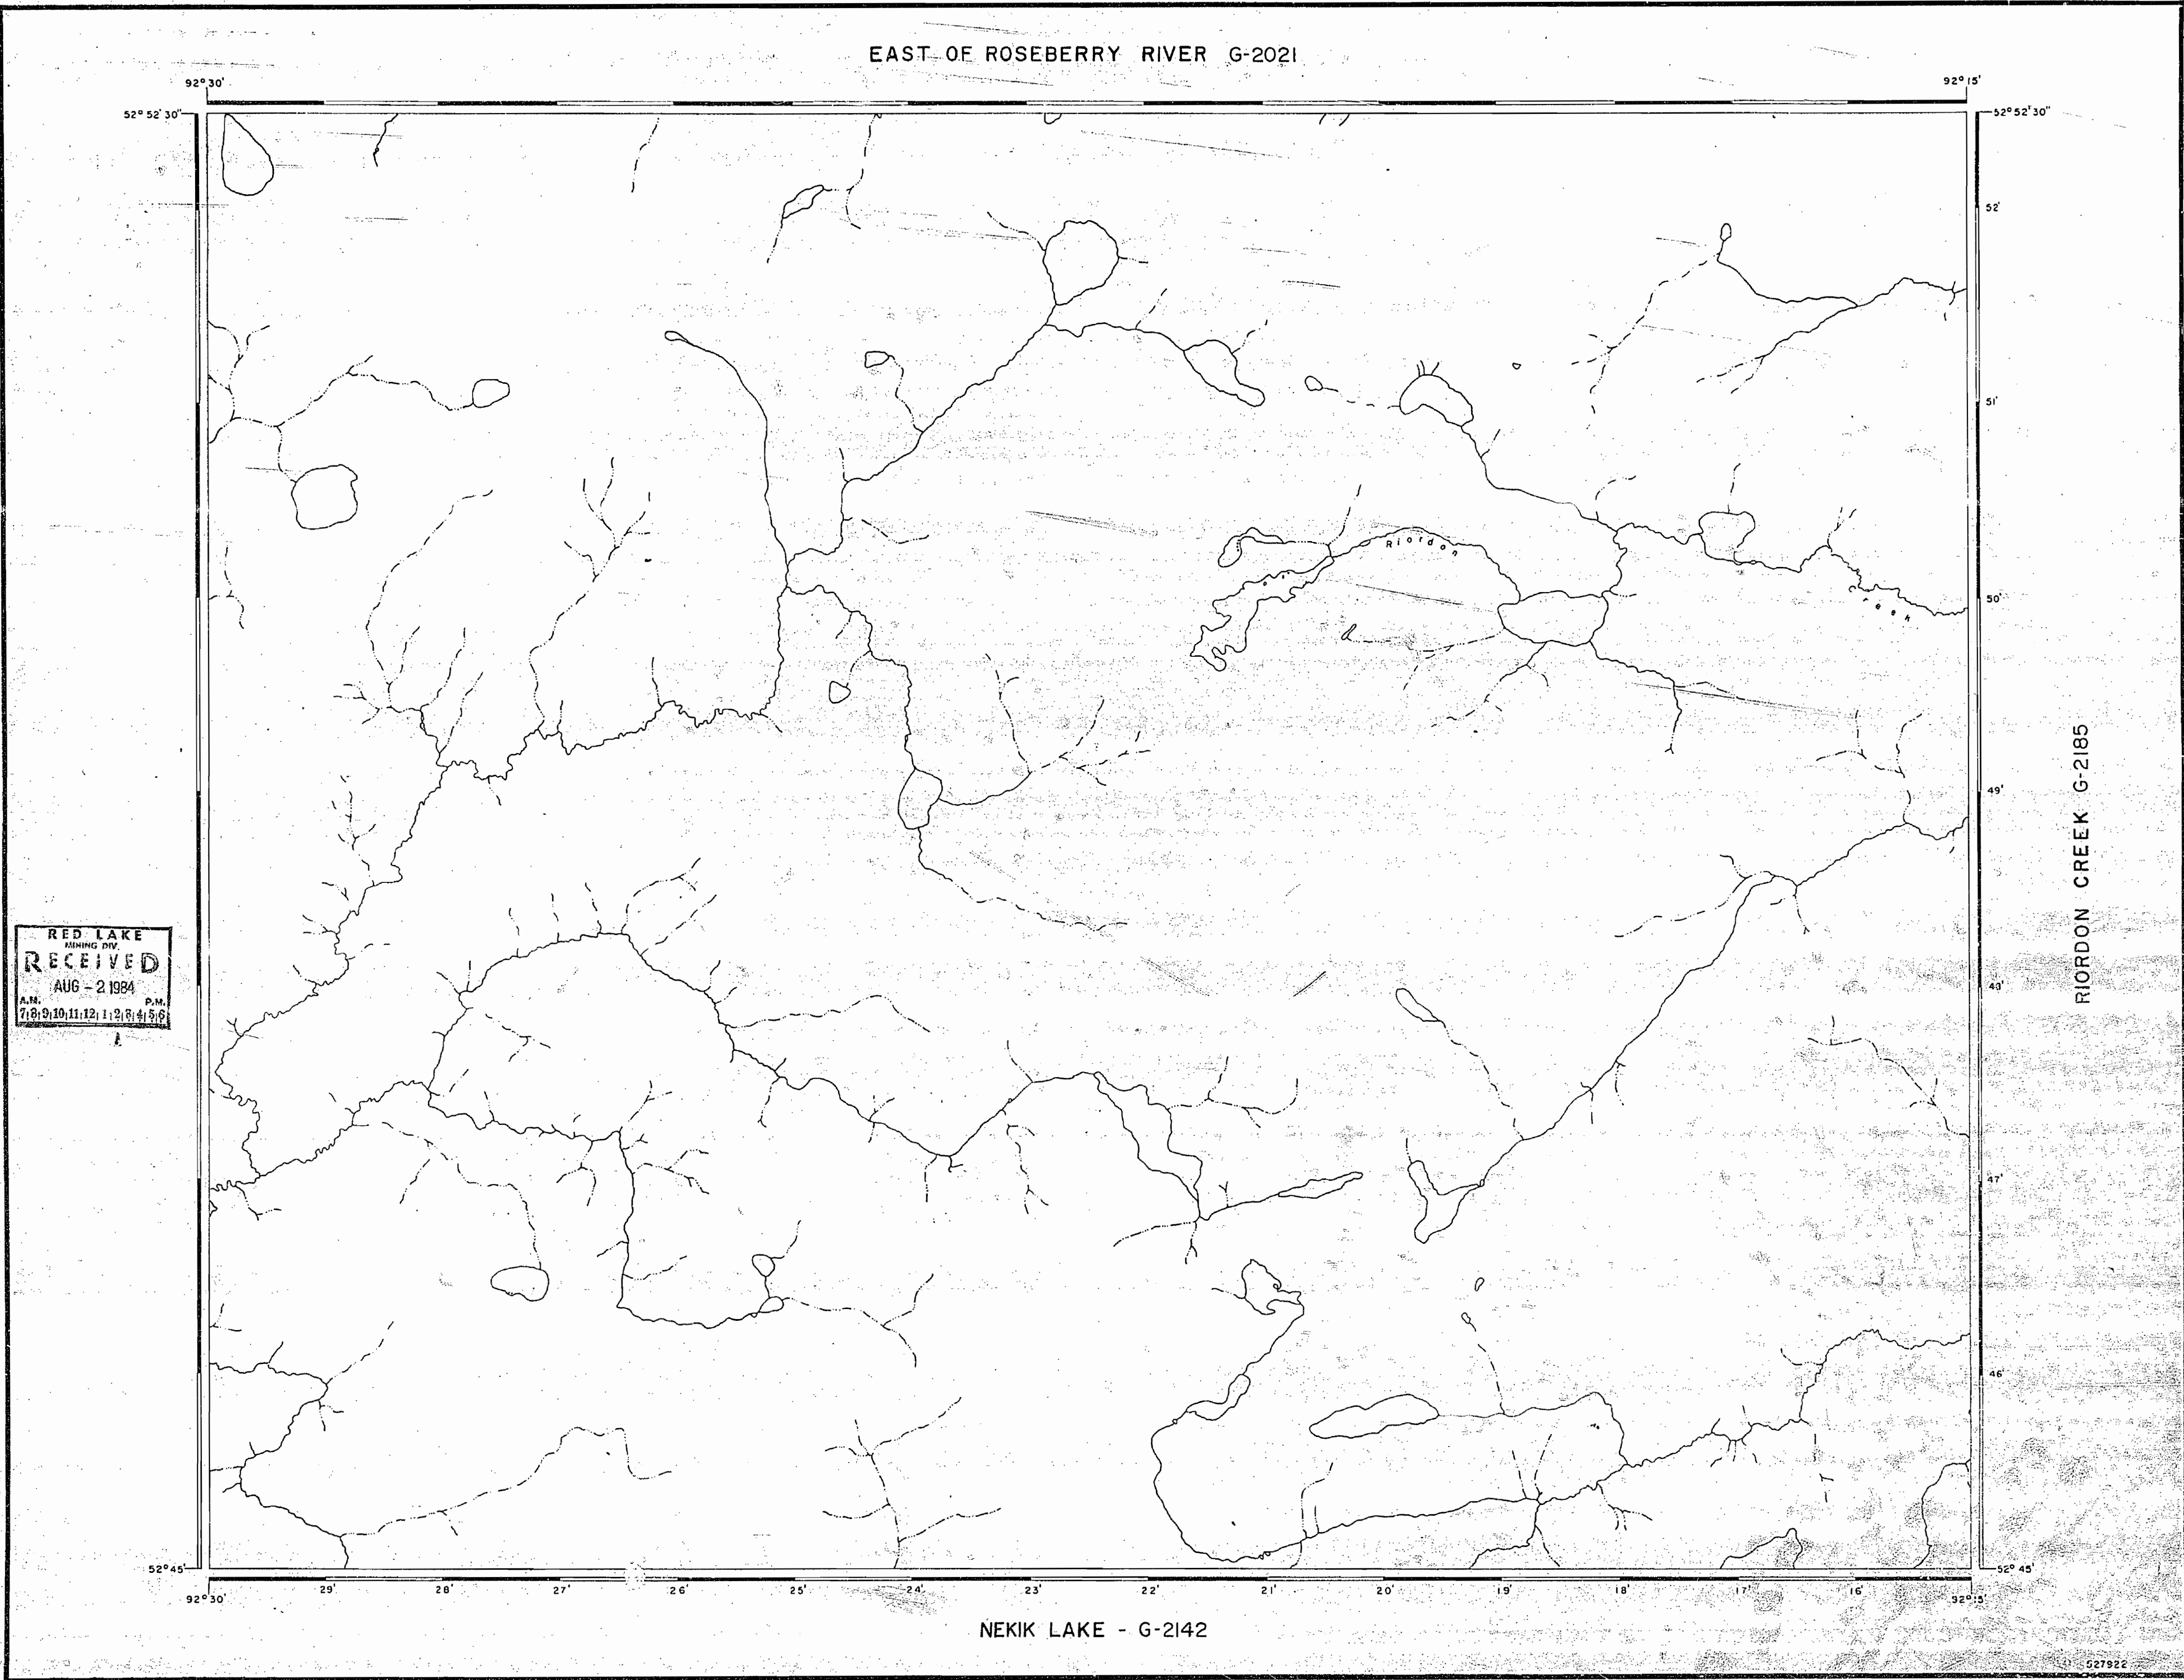 EAST OF ROSEBERRY RIVER G-2021
92°30'
92°15'
52°52'30"
52°52'30"
52'
51'
Riordon
50'
Creek
49'
RIORDON CREEK G-2185
RED LAKE
MINING DIV.
RECEIVED
AUG - 2 1984
A.M. P.M.
7|8|9|10|11|12|1|2|3|4|5|6
48'
47'
46'
52°45'
52°45'
29' 28' 27' 26' 25' 24' 23' 22' 21' 20' 19' 18' 17' 16'
92°30'
92°15'
NEKIK LAKE - G-2142
527922